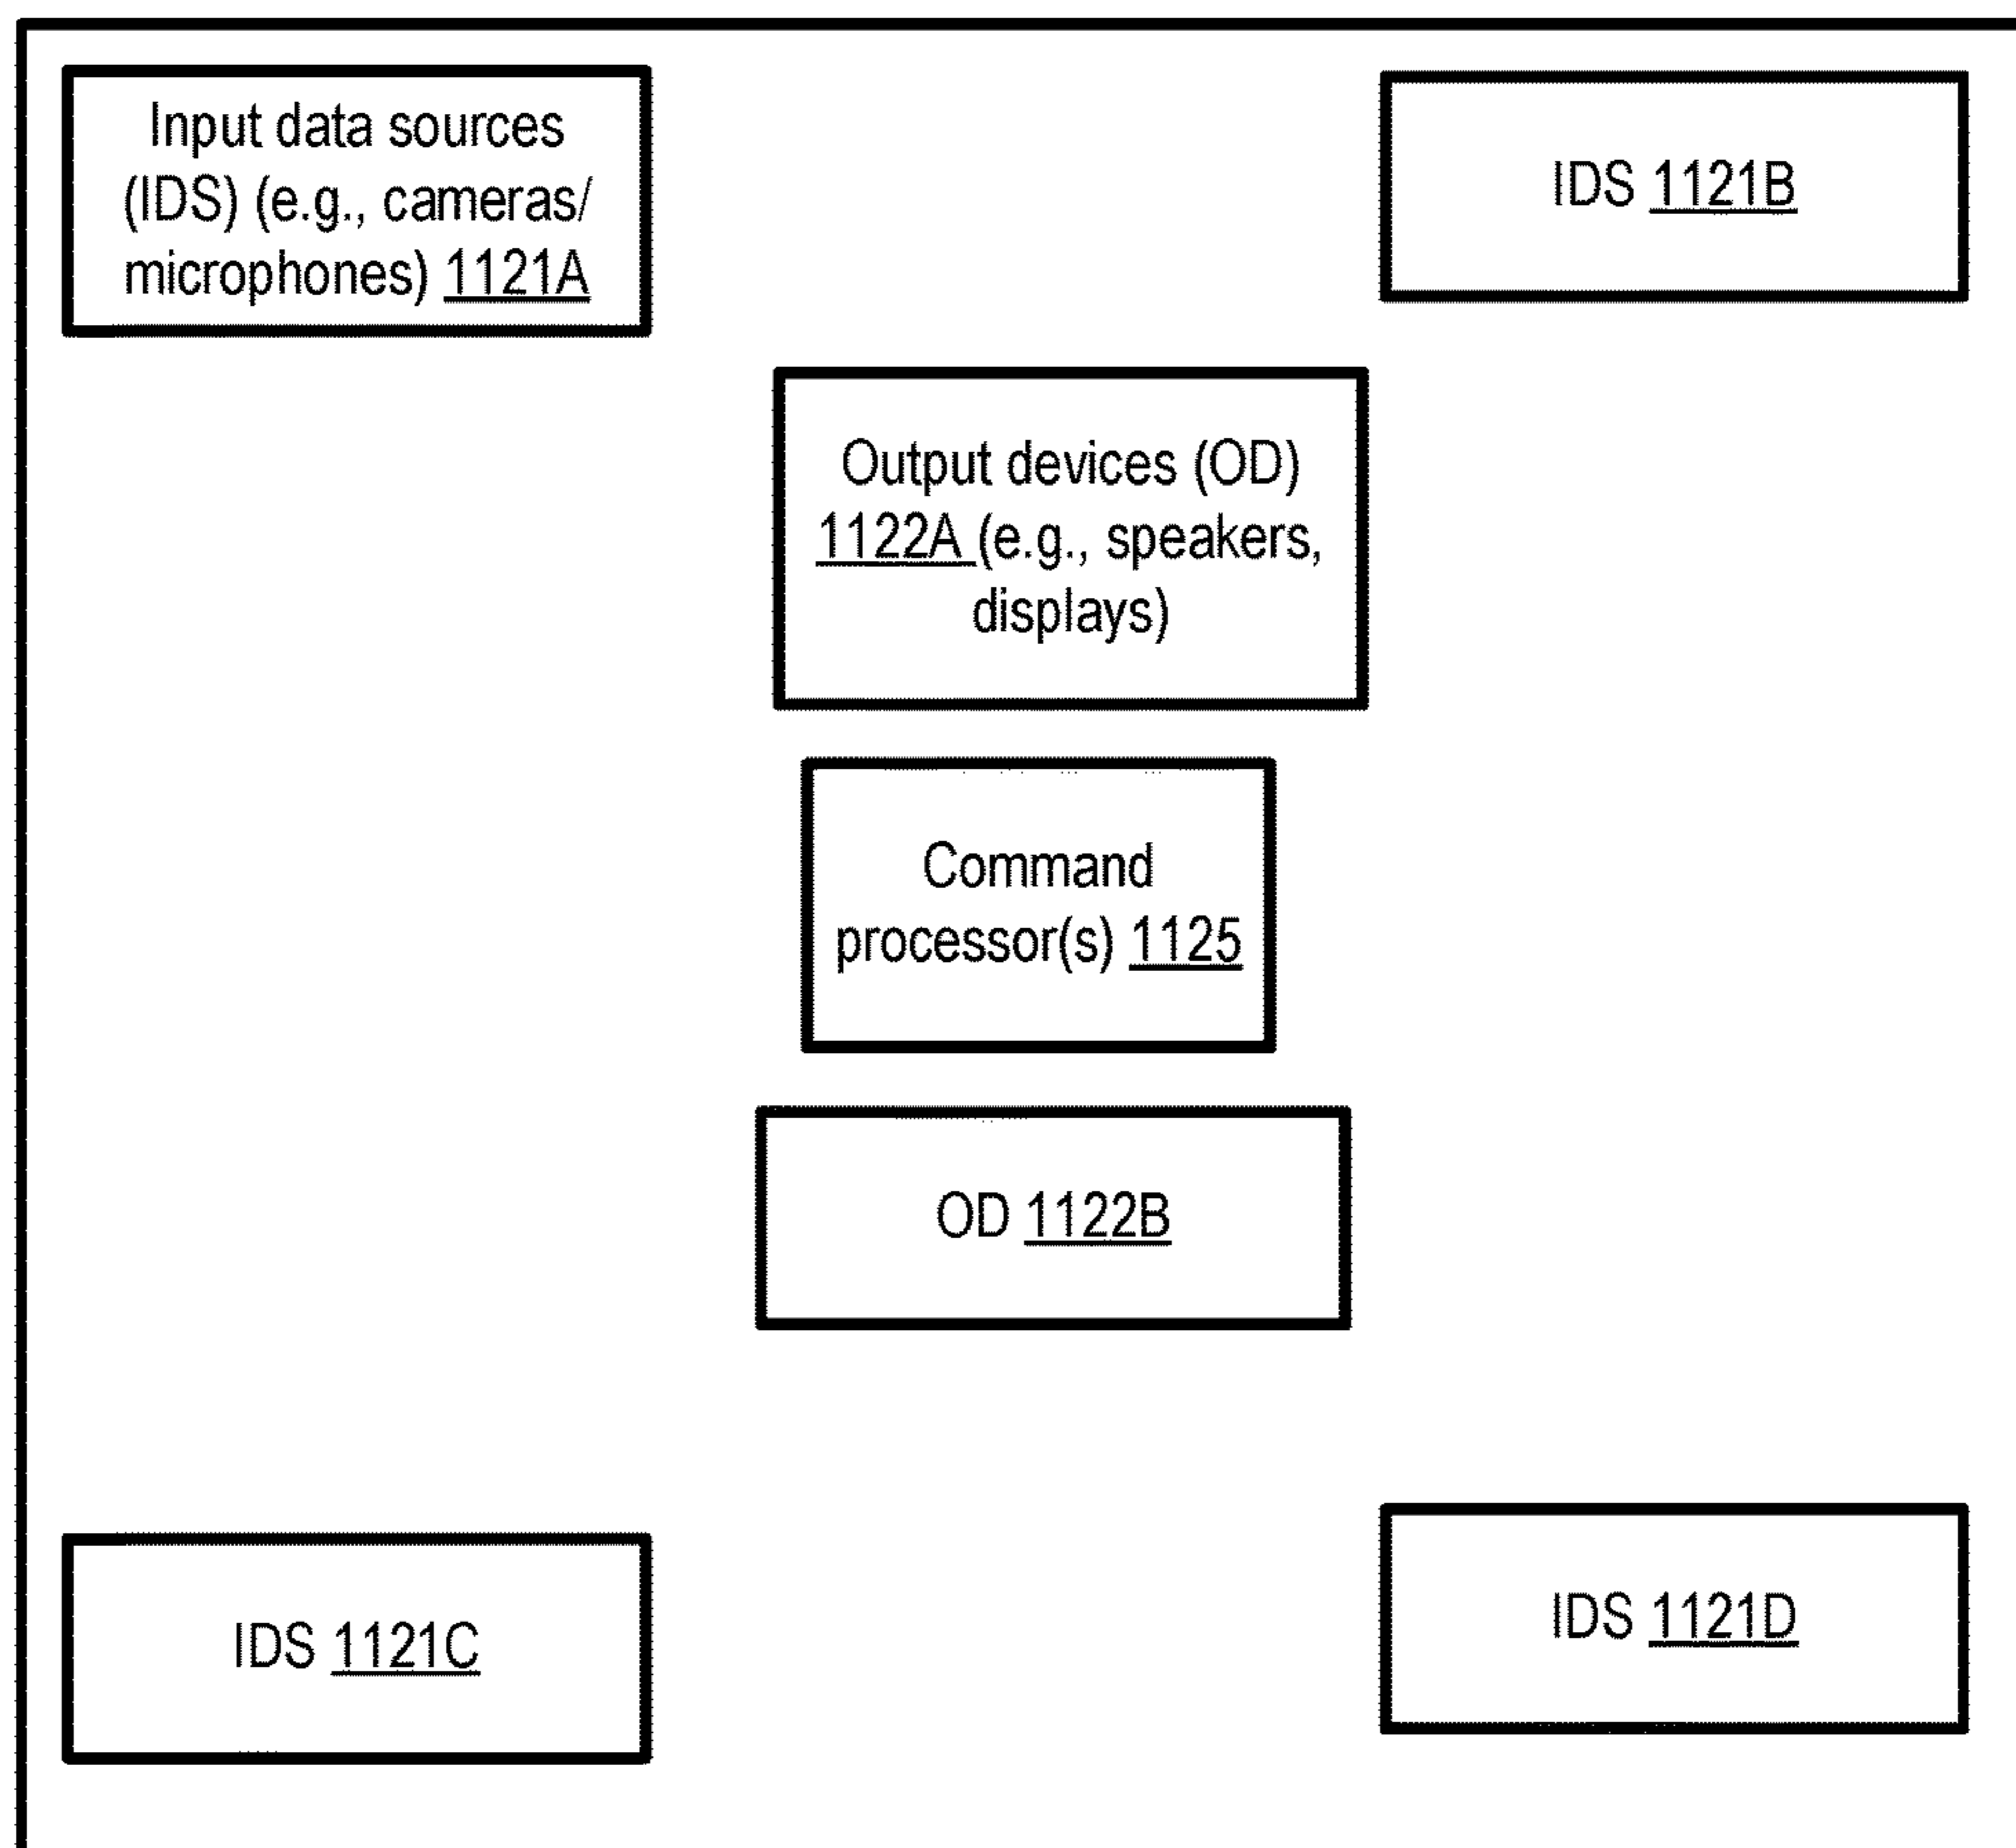 Input data sources
(IDS) (e.g., cameras/
microphones) 1121A
IDS 1121B
Output devices (OD)
1122A (e.g., speakers,
displays)
Command
processor(s) 1125
OD 1122B
IDS 1121C
IDS 1121D